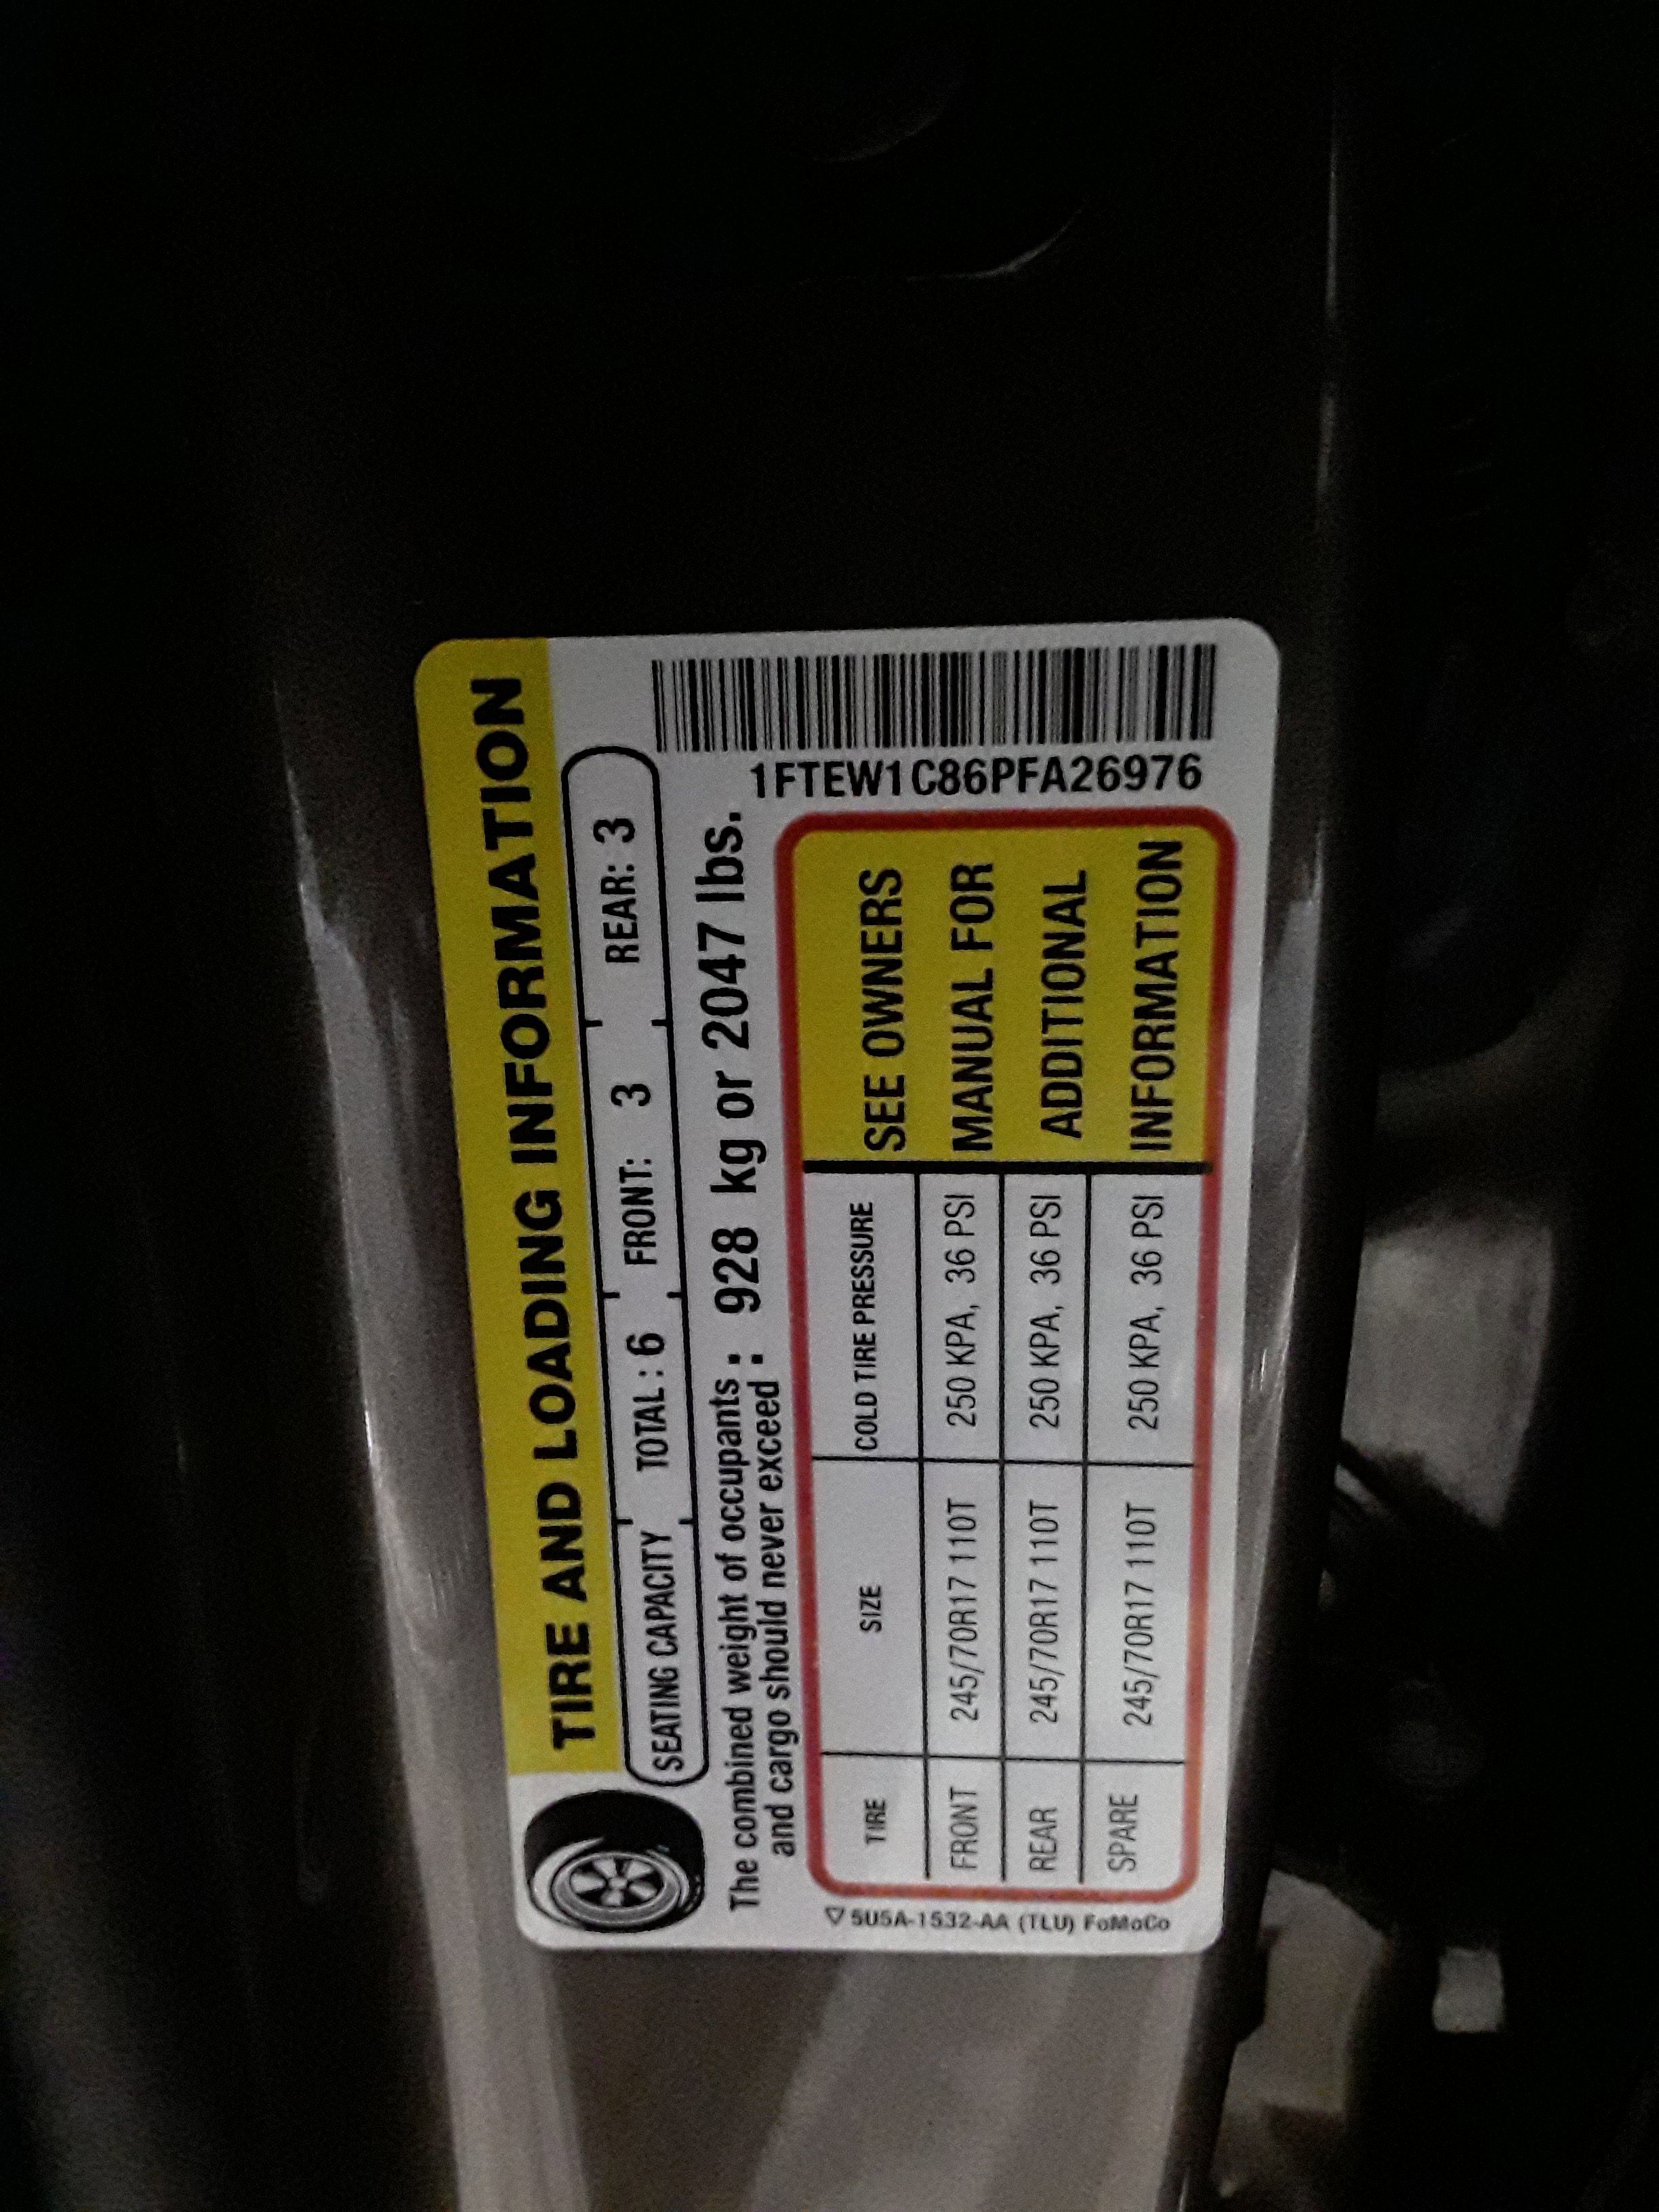 TIRE AND LOADING INFORMATION
SEATING CAPACITY TOTAL : 6 FRONT: 3 REAR: 3
The combined weight of occupants : 928 kg or 2047 lbs.
and cargo should never exceed :
TIRE SIZE COLD TIRE PRESSURE
FRONT 245/70R17 110T 250 KPA, 36 PSI
REAR 245/70R17 110T 250 KPA, 36 PSI
SPARE 245/70R17 110T 250 KPA, 36 PSI
SEE OWNERS
MANUAL FOR
ADDITIONAL
INFORMATION
1FTEW1C86PFA26976
5U5A-1532-AA (TLU) FoMoCo